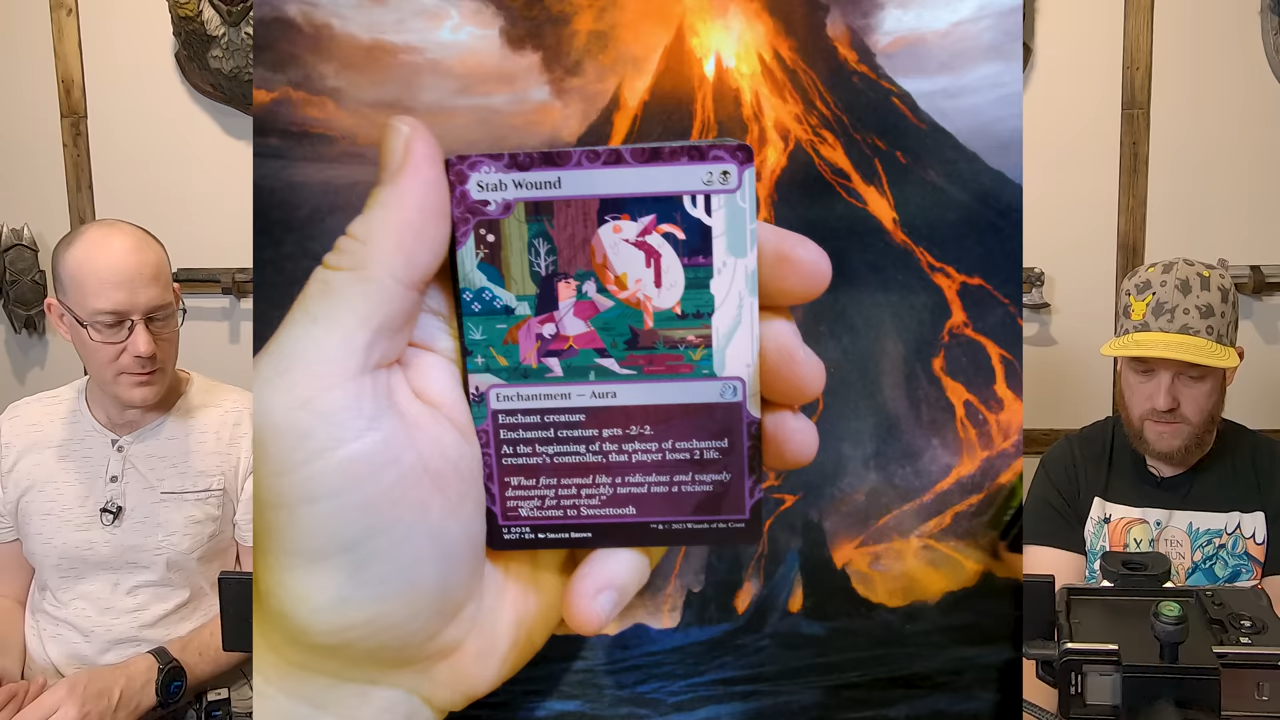 Stab Wound 2
Enchantment — Aura
Enchant creature
Enchanted creature gets -2/-2.
At the beginning of the upkeep of enchanted
creature's controller, that player loses 2 life.
"What first seemed like a ridiculous and vaguely
demeaning task quickly turned into a vicious
struggle for survival."
—Welcome to Sweettooth
U 0036
WOT • EN Shafer Brown
™ & © 2023 Wizards of the Coast
TEN